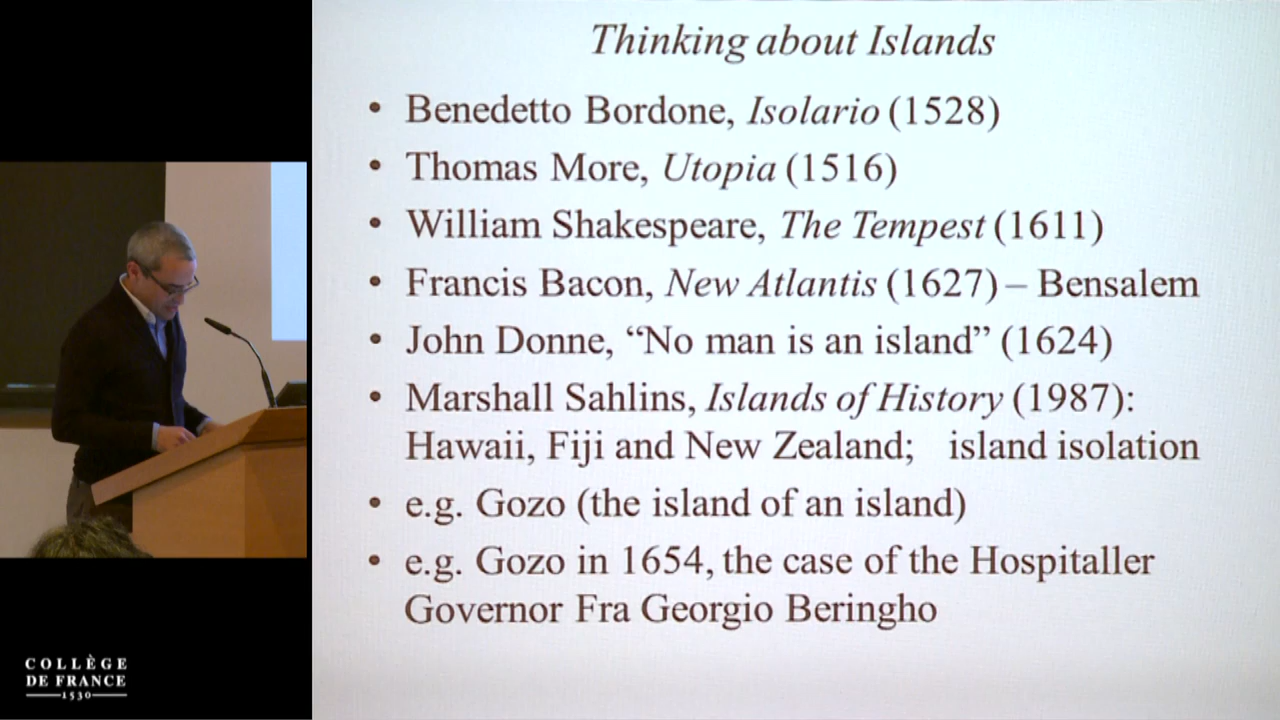 Thinking about Islands
• Benedetto Bordone, Isolario (1528)
• Thomas More, Utopia (1516)
• William Shakespeare, The Tempest (1611)
• Francis Bacon, New Atlantis (1627) – Bensalem
• John Donne, “No man is an island” (1624)
• Marshall Sahlins, Islands of History (1987):
Hawaii, Fiji and New Zealand; island isolation
• e.g. Gozo (the island of an island)
• e.g. Gozo in 1654, the case of the Hospitaller
Governor Fra Georgio Beringho
COLLÈGE
DE FRANCE
1530